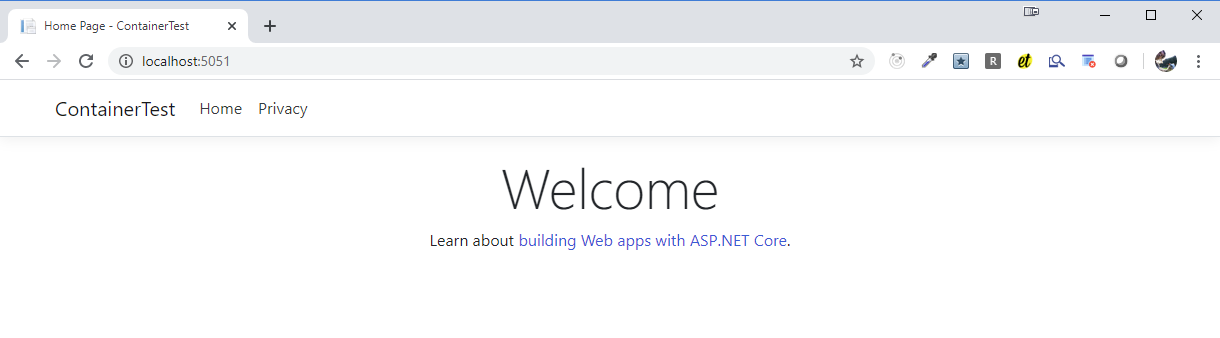 Home Page - ContainerTest
localhost:5051
R
et
ContainerTest Home Privacy
Welcome
Learn about building Web apps with ASP.NET Core.